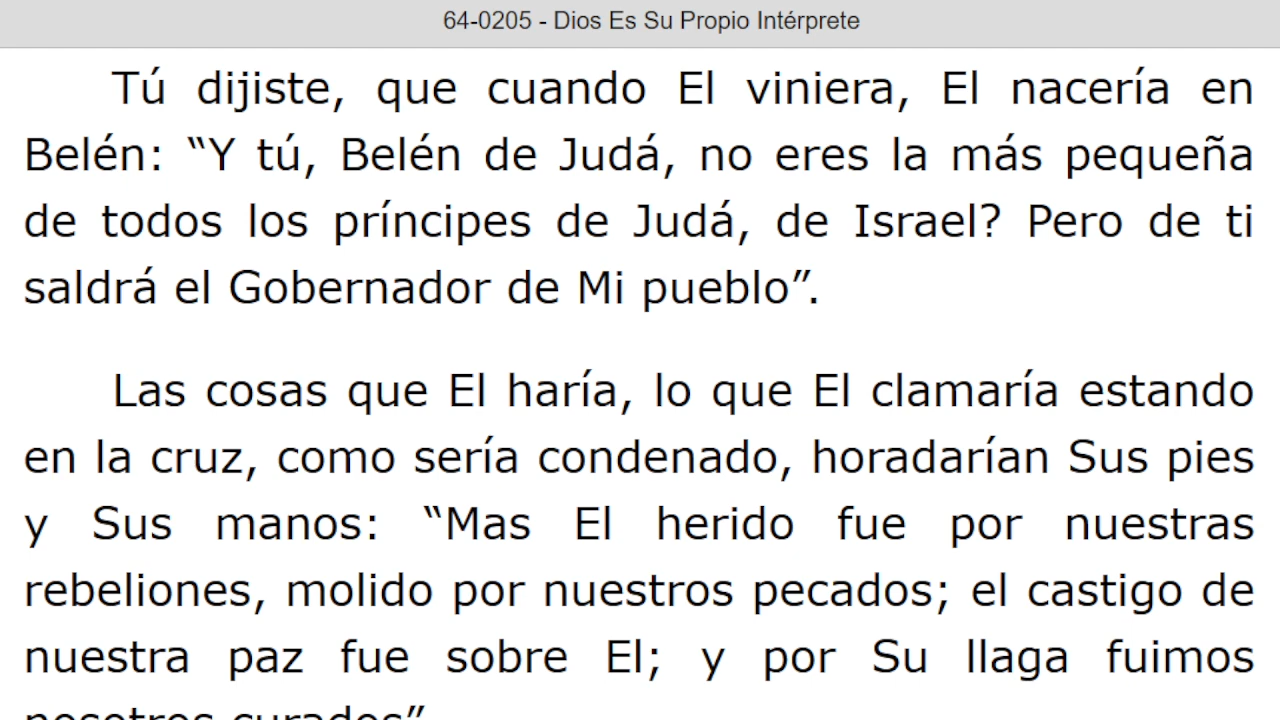 64-0205 - Dios Es Su Propio Intérprete
Tú dijiste, que cuando El viniera, El nacería en
Belén: “Y tú, Belén de Judá, no eres la más pequeña
de todos los príncipes de Judá, de Israel? Pero de ti
saldrá el Gobernador de Mi pueblo”.
Las cosas que El haría, lo que El clamaría estando
en la cruz, como sería condenado, horadarían Sus pies
y Sus manos: “Mas El herido fue por nuestras
rebeliones, molido por nuestros pecados; el castigo de
nuestra paz fue sobre El; y por Su llaga fuimos
nosotros curados”